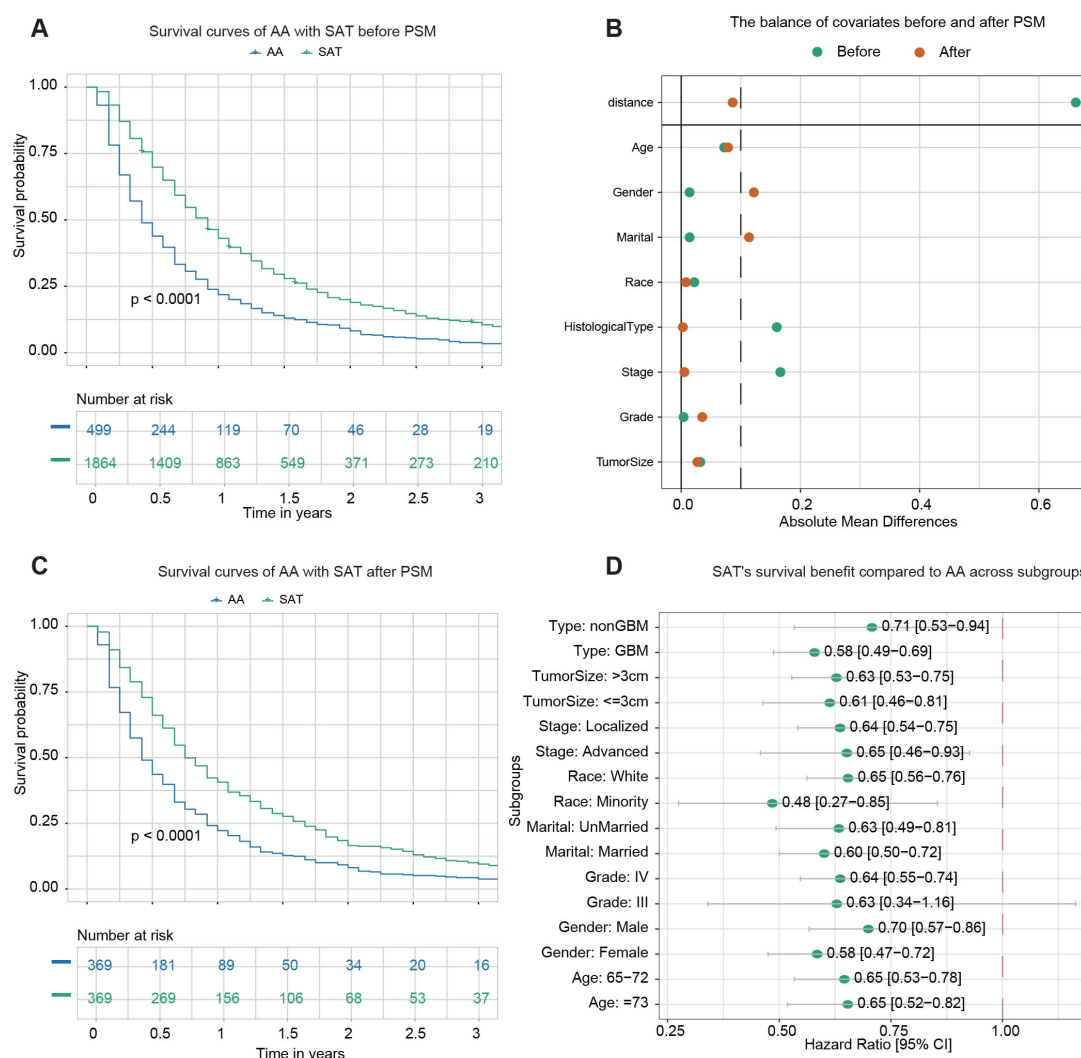 A
Survival curves of AA with SAT before PSM
AA SAT
Survival probability
1.00
0.75
0.50
0.25
0.00
p < 0.0001
Number at risk
499 244 119 70 46 28 19
1864 1409 863 549 371 273 210
0 0.5 1 1.5 2 2.5 3
Time in years
B
The balance of covariates before and after PSM
Before After
distance
Age
Gender
Marital
Race
HistologicalType
Stage
Grade
TumorSize
0.0 0.2 0.4 0.6
Absolute Mean Differences
C
Survival curves of AA with SAT after PSM
AA SAT
Survival probability
1.00
0.75
0.50
0.25
0.00
p < 0.0001
Number at risk
369 181 89 50 34 20 16
369 269 156 106 68 53 37
0 0.5 1 1.5 2 2.5 3
Time in years
D
SAT's survival benefit compared to AA across subgroups
Subgroups
Type: nonGBM 0.71 [0.53−0.94]
Type: GBM 0.58 [0.49−0.69]
TumorSize: >3cm 0.63 [0.53−0.75]
TumorSize: <=3cm 0.61 [0.46−0.81]
Stage: Localized 0.64 [0.54−0.75]
Stage: Advanced 0.65 [0.46−0.93]
Race: White 0.65 [0.56−0.76]
Race: Minority 0.48 [0.27−0.85]
Marital: UnMarried 0.63 [0.49−0.81]
Marital: Married 0.60 [0.50−0.72]
Grade: IV 0.64 [0.55−0.74]
Grade: III 0.63 [0.34−1.16]
Gender: Male 0.70 [0.57−0.86]
Gender: Female 0.58 [0.47−0.72]
Age: 65−72 0.65 [0.53−0.78]
Age: =73 0.65 [0.52−0.82]
0.25 0.50 0.75 1.00
Hazard Ratio [95% CI]